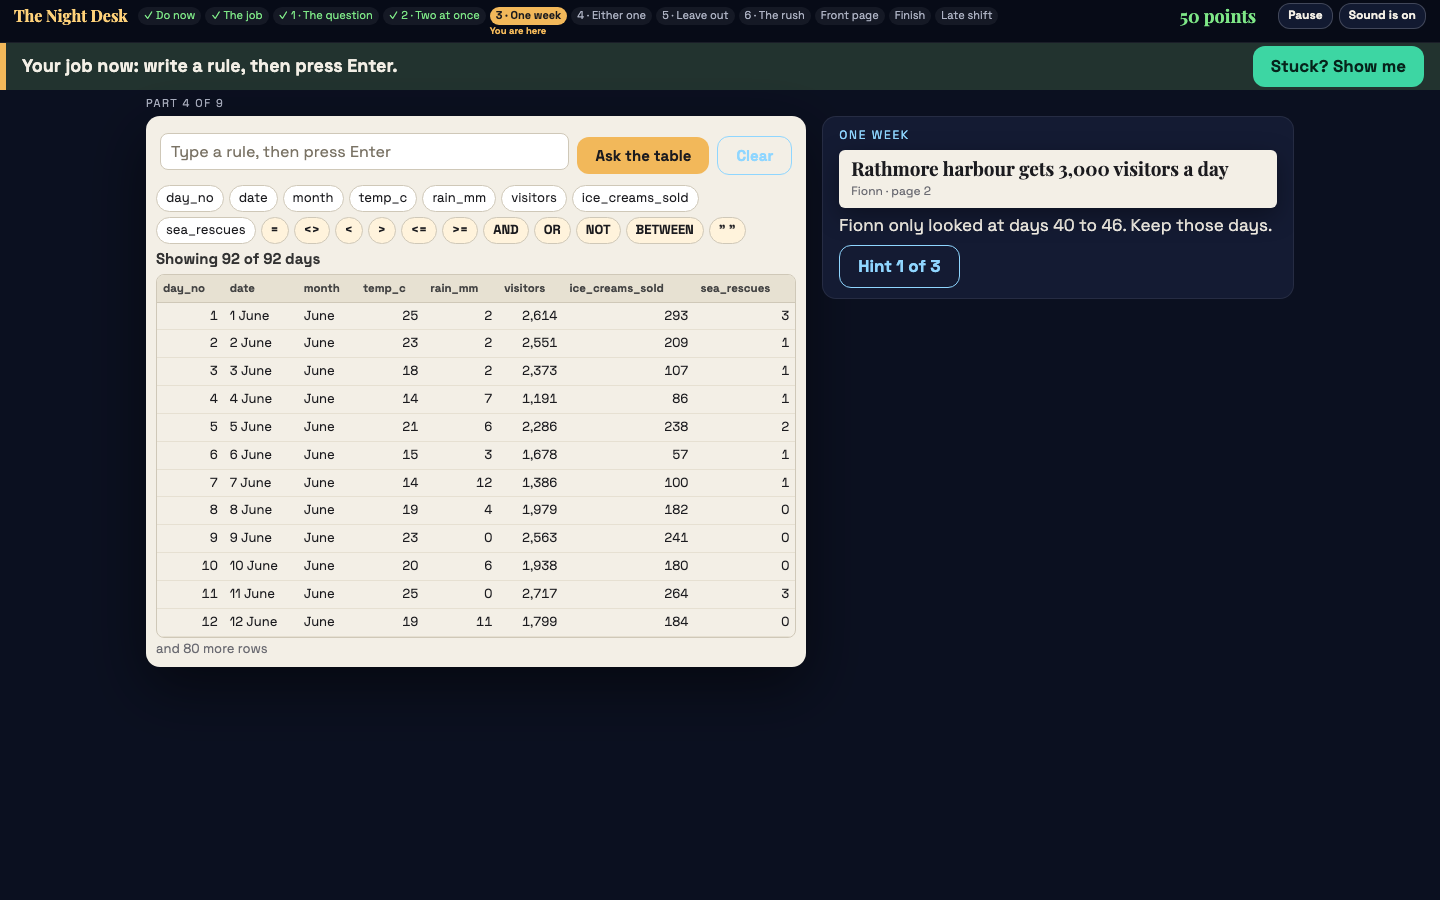 The Night Desk ✓ Do now ✓ The job ✓ 1 · The question ✓ 2 · Two at once 3 · One week 4 · Either one 5 · Leave out 6 · The rush Front page Finish Late shift 50 points Pause Sound is on
You are here
Your job now: write a rule, then press Enter. Stuck? Show me
PART 4 OF 9
Type a rule, then press Enter Ask the table Clear
day_no date month temp_c rain_mm visitors ice_creams_sold
sea_rescues = <> < > <= >= AND OR NOT BETWEEN " "
Showing 92 of 92 days
day_no date month temp_c rain_mm visitors ice_creams_sold sea_rescues
1 1 June June 25 2 2,614 293 3
2 2 June June 23 2 2,551 209 1
3 3 June June 18 2 2,373 107 1
4 4 June June 14 7 1,191 86 1
5 5 June June 21 6 2,286 238 2
6 6 June June 15 3 1,678 57 1
7 7 June June 14 12 1,386 100 1
8 8 June June 19 4 1,979 182 0
9 9 June June 23 0 2,563 241 0
10 10 June June 20 6 1,938 180 0
11 11 June June 25 0 2,717 264 3
12 12 June June 19 11 1,799 184 0
and 80 more rows
ONE WEEK
Rathmore harbour gets 3,000 visitors a day
Fionn · page 2
Fionn only looked at days 40 to 46. Keep those days.
Hint 1 of 3